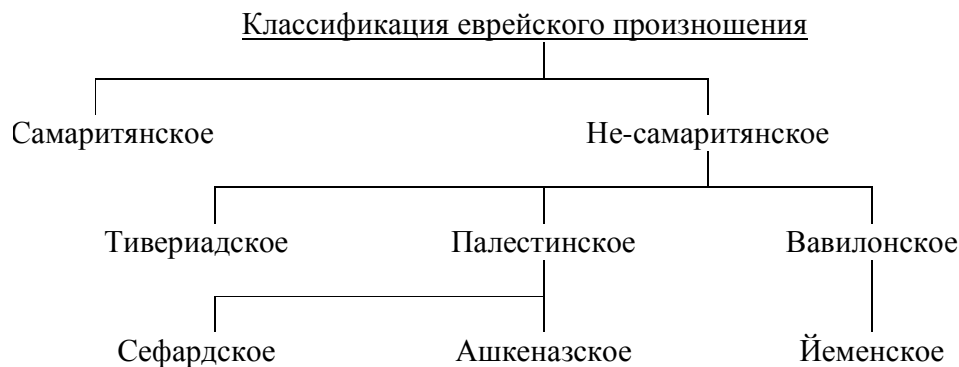 Классификация еврейского произношения
Самаритянское Не-самаритянское
Тивериадское Палестинское Вавилонское
Сефардское Ашкеназское Йеменское